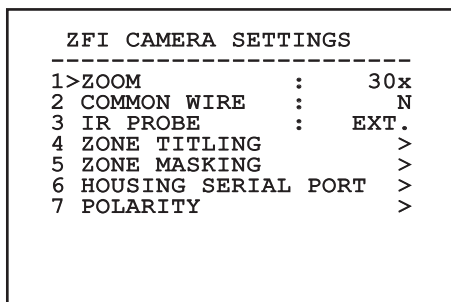 ZFI CAMERA SETTINGS
-------------------------
1>ZOOM : 30x
2 COMMON WIRE : N
3 IR PROBE : EXT.
4 ZONE TITLING >
5 ZONE MASKING >
6 HOUSING SERIAL PORT >
7 POLARITY >